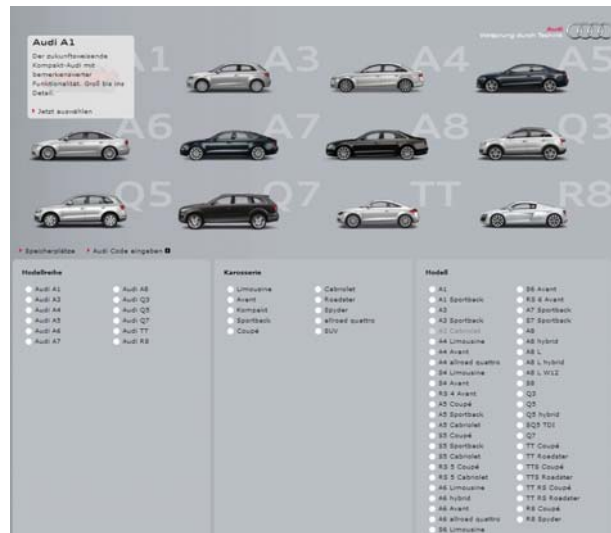 Audi
Vorsprung durch Technik
Audi A1
Der zukunftsweisende
Kompakt-Audi mit
bemerkenswerter
Funktionalität. Groß bis ins
Detail.
Jetzt auswählen
1 A3 A4 A5
A6 A7 A8 Q3
Q5 Q7 TT R8
Speicherplätze Audi Code eingeben
Modellreihe
Audi A1
Audi A3
Audi A4
Audi A5
Audi A6
Audi A7
Audi A8
Audi Q3
Audi Q5
Audi Q7
Audi TT
Audi R8
Karosserie
Limousine
Avant
Kompakt
Sportback
Coupé
Cabriolet
Roadster
Spyder
allroad quattro
SUV
Modell
A1
A1 Sportback
A3
A3 Sportback
A3 Cabriolet
A4 Limousine
A4 Avant
A4 allroad quattro
S4 Limousine
S4 Avant
RS 4 Avant
A5 Coupé
A5 Sportback
A5 Cabriolet
S5 Coupé
S5 Sportback
S5 Cabriolet
RS 5 Coupé
RS 5 Cabriolet
A6 Limousine
A6 hybrid
A6 Avant
A6 allroad quattro
S6 Limousine
S6 Avant
RS 6 Avant
A7 Sportback
S7 Sportback
A8
A8 hybrid
A8 L
A8 L hybrid
A8 L W12
S8
Q3
Q5
Q5 hybrid
SQ5 TDI
Q7
TT Coupé
TT Roadster
TTS Coupé
TTS Roadster
TT RS Coupé
TT RS Roadster
R8 Coupé
R8 Spyder